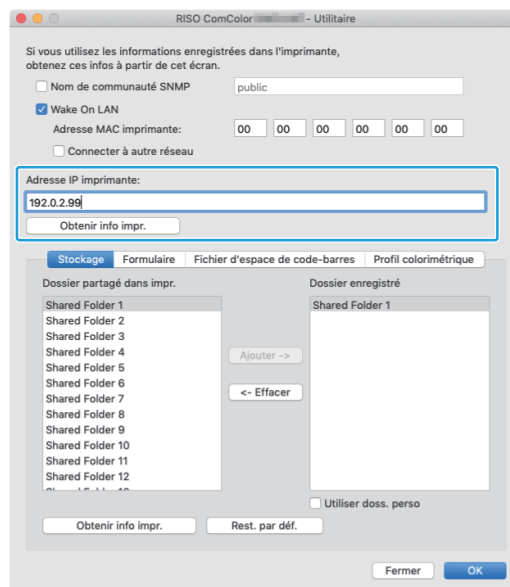 RISO ComColor - Utilitaire
Si vous utilisez les informations enregistrées dans l'imprimante,
obtenez ces infos à partir de cet écran.
Nom de communauté SNMP
public
Wake On LAN
Adresse MAC imprimante:
00 00 00 00 00 00
Connecter à autre réseau
Adresse IP imprimante:
192.0.2.99
Obtenir info impr.
Stockage Formulaire Fichier d'espace de code-barres Profil colorimétrique
Dossier partagé dans impr.
Shared Folder 1
Shared Folder 2
Shared Folder 3
Shared Folder 4
Shared Folder 5
Shared Folder 6
Shared Folder 7
Shared Folder 8
Shared Folder 9
Shared Folder 10
Shared Folder 11
Shared Folder 12
Ajouter ->
<- Effacer
Dossier enregistré
Shared Folder 1
Utiliser doss. perso
Obtenir info impr.
Rest. par déf.
Fermer
OK